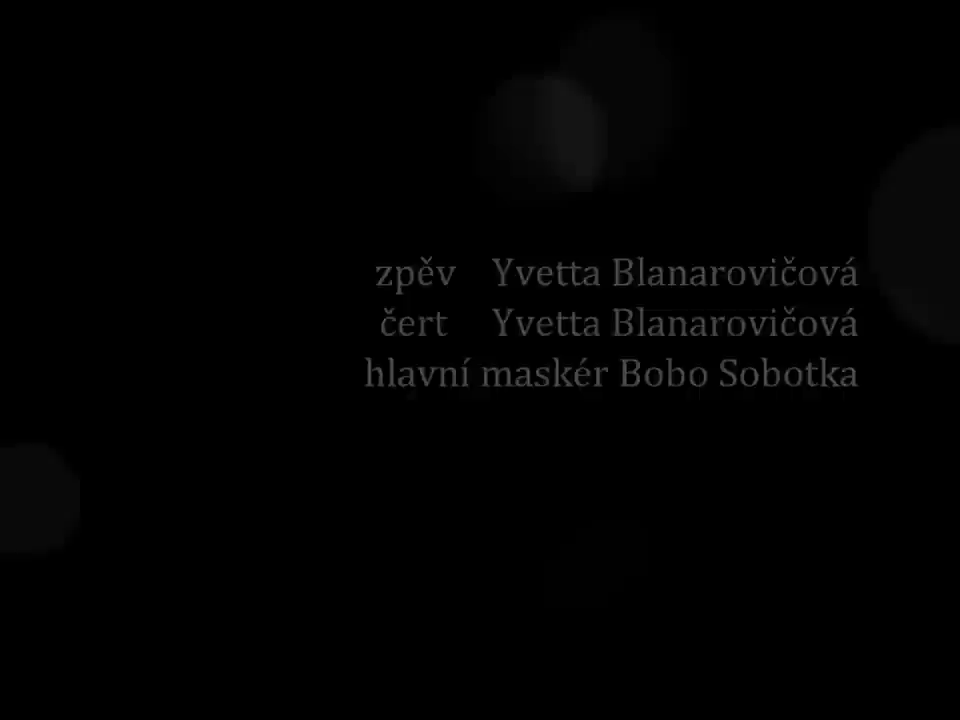 zpěv Yvetta Blanarovičová
čert Yvetta Blanarovičová
hlavní maskér Bobo Sobotka